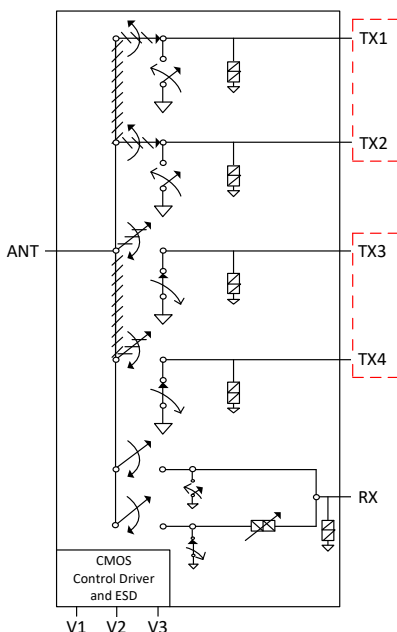 TX1
TX2
ANT
TX3
TX4
RX
CMOS
Control Driver
and ESD
V1 V2 V3